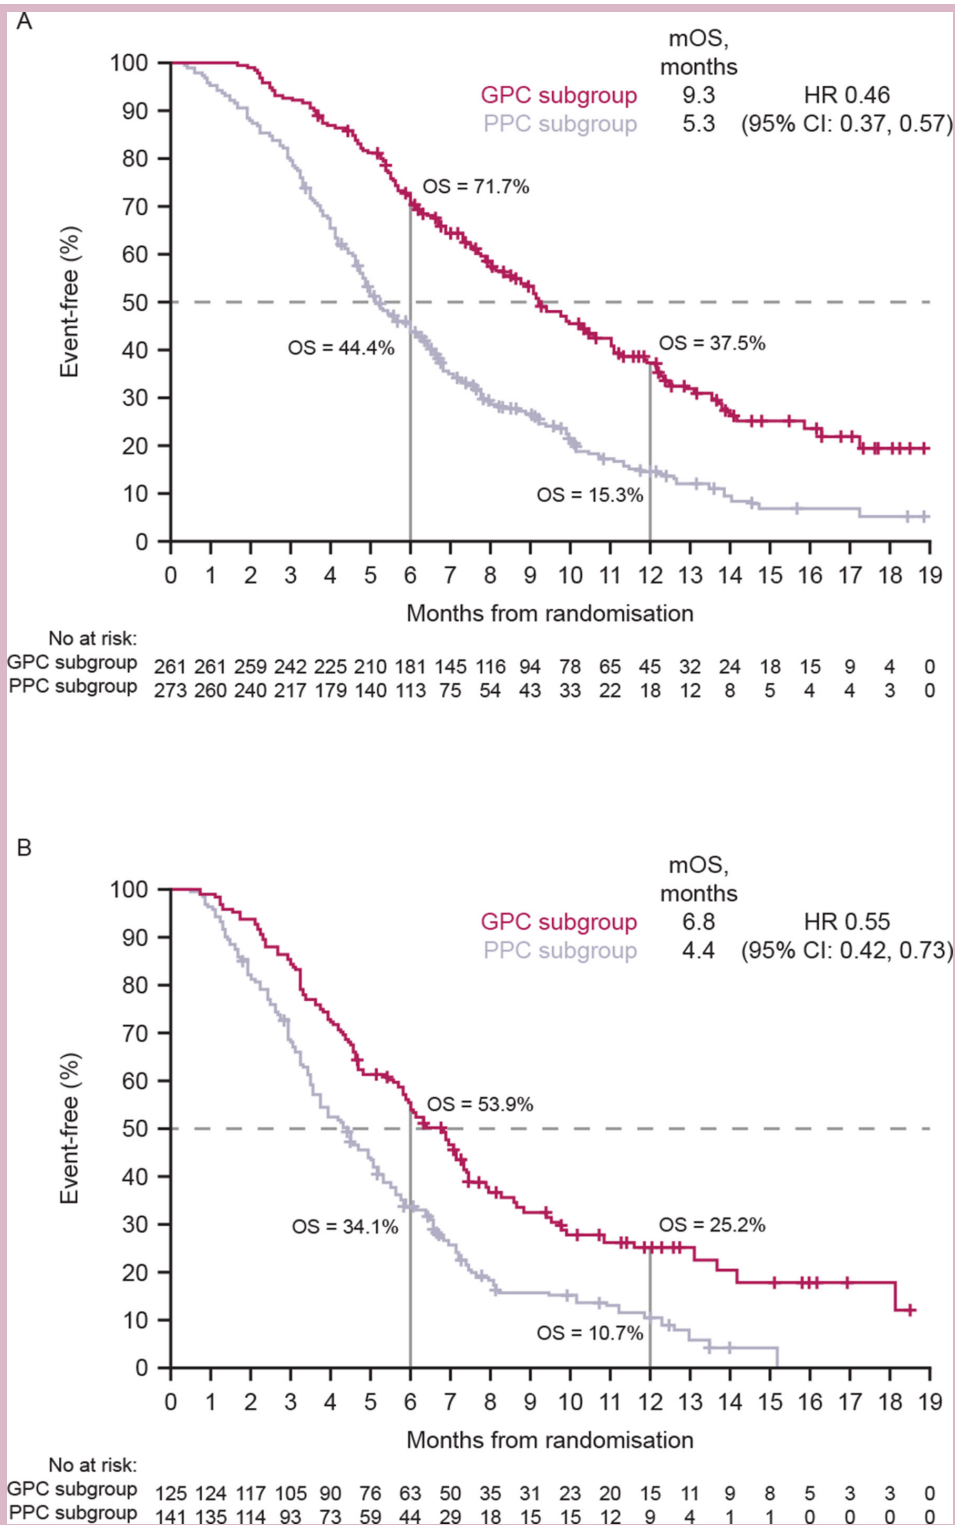 A
mOS,
months
GPC subgroup 9.3 HR 0.46
PPC subgroup 5.3 (95% CI: 0.37, 0.57)
100
90
80
70
60
50
40
30
20
10
0
Event-free (%)
OS = 71.7%
OS = 44.4%
OS = 37.5%
OS = 15.3%
0 1 2 3 4 5 6 7 8 9 10 11 12 13 14 15 16 17 18 19
Months from randomisation
No at risk:
GPC subgroup 261 261 259 242 225 210 181 145 116 94 78 65 45 32 24 18 15 9 4 0
PPC subgroup 273 260 240 217 179 140 113 75 54 43 33 22 18 12 8 5 4 4 3 0
B
mOS,
months
GPC subgroup 6.8 HR 0.55
PPC subgroup 4.4 (95% CI: 0.42, 0.73)
100
90
80
70
60
50
40
30
20
10
0
Event-free (%)
OS = 53.9%
OS = 34.1%
OS = 25.2%
OS = 10.7%
0 1 2 3 4 5 6 7 8 9 10 11 12 13 14 15 16 17 18 19
Months from randomisation
No at risk:
GPC subgroup 125 124 117 105 90 76 63 50 35 31 23 20 15 11 9 8 5 3 3 0
PPC subgroup 141 135 114 93 73 59 44 29 18 15 15 12 9 4 1 1 0 0 0 0